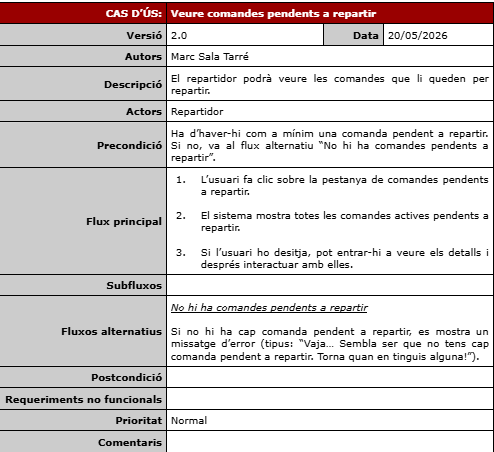 CAS D'ÚS: Veure comandes pendents a repartir
Versió 2.0 Data 20/05/2026
Autors Marc Sala Tarré
Descripció El repartidor podrà veure les comandes que li queden per
repartir.
Actors Repartidor
Precondició Ha d'haver-hi com a mínim una comanda pendent a repartir.
Si no, va al flux alternatiu "No hi ha comandes pendents a
repartir".
Flux principal
1. L'usuari fa clic sobre la pestanya de comandes pendents
a repartir.
2. El sistema mostra totes les comandes actives pendents a
repartir.
3. Si l'usuari ho desitja, pot entrar-hi a veure els detalls i
després interactuar amb elles.
Subfluxos
Fluxos alternatius
No hi ha comandes pendents a repartir
Si no hi ha cap comanda pendent a repartir, es mostra un
missatge d'error (tipus: "Vaja... Sembla ser que no tens cap
comanda pendent a repartir. Torna quan en tinguis alguna!").
Postcondició
Requeriments no funcionals
Prioritat Normal
Comentaris